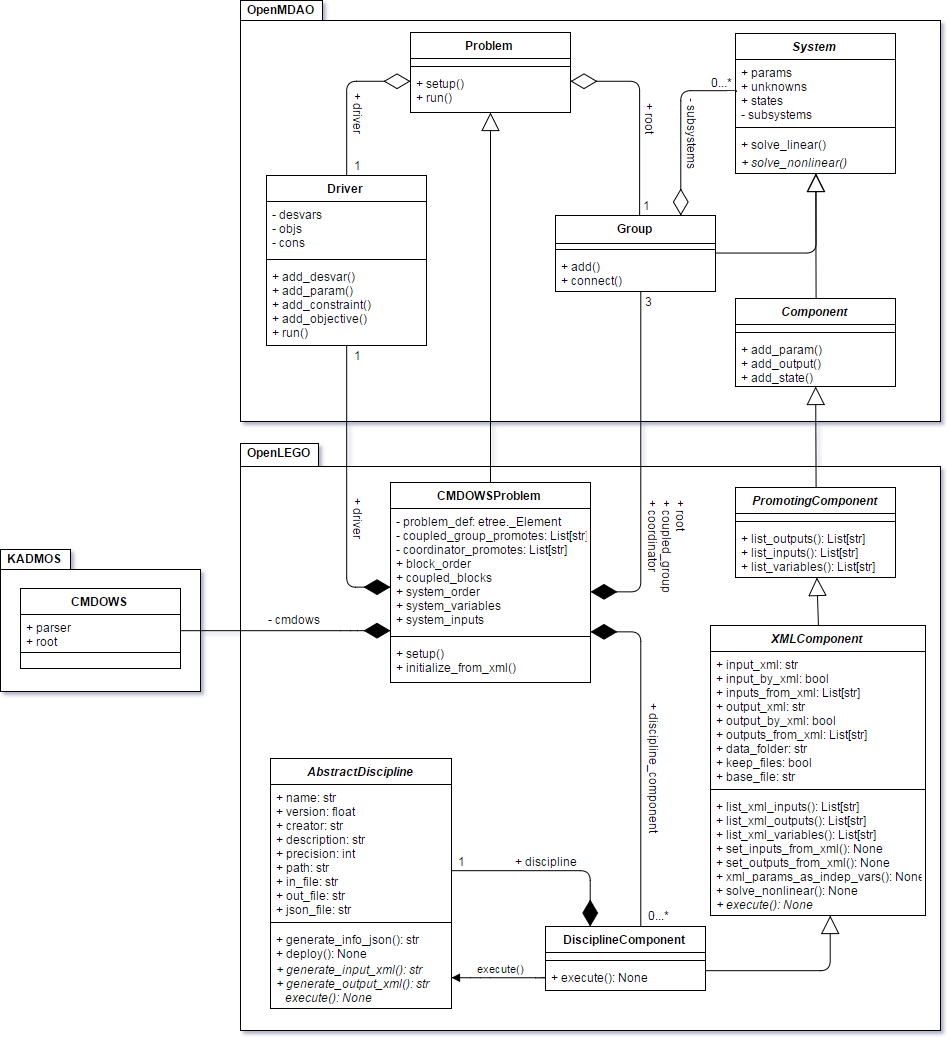 OpenMDAO
Problem
+ setup()
+ run()
System
+ params
+ unknowns
+ states
- subsystems
+ solve_linear()
+ solve_nonlinear()
0...*
+ driver
1
+ root
1
- subsystems
Driver
- desvars
- objs
- cons
+ add_desvar()
+ add_param()
+ add_constraint()
+ add_objective()
+ run()
1
Group
+ add()
+ connect()
3
Component
+ add_param()
+ add_output()
+ add_state()
OpenLEGO
CMDOWSProblem
- problem_def: etree._Element
- coupled_group_promotes: List[str]
- coordinator_promotes: List[str]
+ block_order
+ coupled_blocks
+ system_order
+ system_variables
+ system_inputs
+ setup()
+ initialize_from_xml()
+ driver
+ root
+ coupled_group
+ coordinator
PromotingComponent
+ list_outputs(): List[str]
+ list_inputs(): List[str]
+ list_variables(): List[str]
KADMOS
CMDOWS
+ parser
+ root
- cmdows
XMLComponent
+ input_xml: str
+ input_by_xml: bool
+ inputs_from_xml: List[str]
+ output_xml: str
+ output_by_xml: bool
+ outputs_from_xml: List[str]
+ data_folder: str
+ keep_files: bool
+ base_file: str
+ list_xml_inputs(): List[str]
+ list_xml_outputs(): List[str]
+ list_xml_variables(): List[str]
+ set_inputs_from_xml(): None
+ set_outputs_from_xml(): None
+ xml_params_as_indep_vars(): None
+ solve_nonlinear(): None
+ execute(): None
+ discipline_component
0...*
AbstractDiscipline
+ name: str
+ version: float
+ creator: str
+ description: str
+ precision: int
+ path: str
+ in_file: str
+ out_file: str
+ json_file: str
+ generate_info_json(): str
+ deploy(): None
+ generate_input_xml(): str
+ generate_output_xml(): str
execute(): None
1
+ discipline
execute()
DisciplineComponent
+ execute(): None